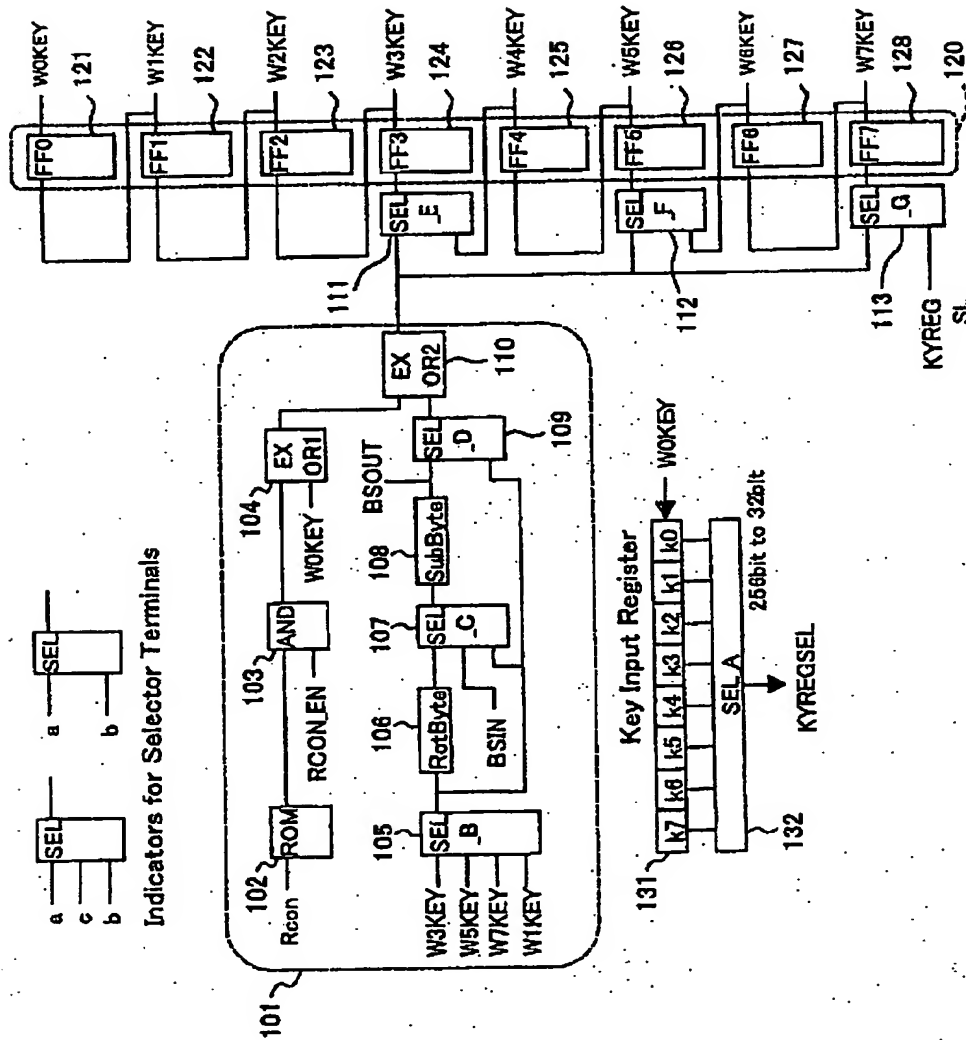 SEL
a
c
b
SEL
a
b
Indicators for Selector Terminals
101
Rcon
102
ROM
103
AND
RCON_EN
104
EX
OR1
W0KEY
EX
OR2
110
W3KEY
W5KEY
W7KEY
W1KEY
105
SEL
_B
106
RotByte
BSIN
107
SEL
_C
108
SubByte
BSOUT
SEL
_D
109
111
SEL
_E
SEL
_F
112
SEL
_G
113
KYREG
FF0
W0KEY
121
FF1
W1KEY
122
FF2
W2KEY
123
FF3
W3KEY
124
FF4
W4KEY
125
FF5
W5KEY
126
FF6
W6KEY
127
FF7
W7KEY
128
120
Key Input Register
131
k7 k6 k5 k4 k3 k2 k1 k0
W0KEY
SEL_A
132
256bit to 32bit
KYREGSEL